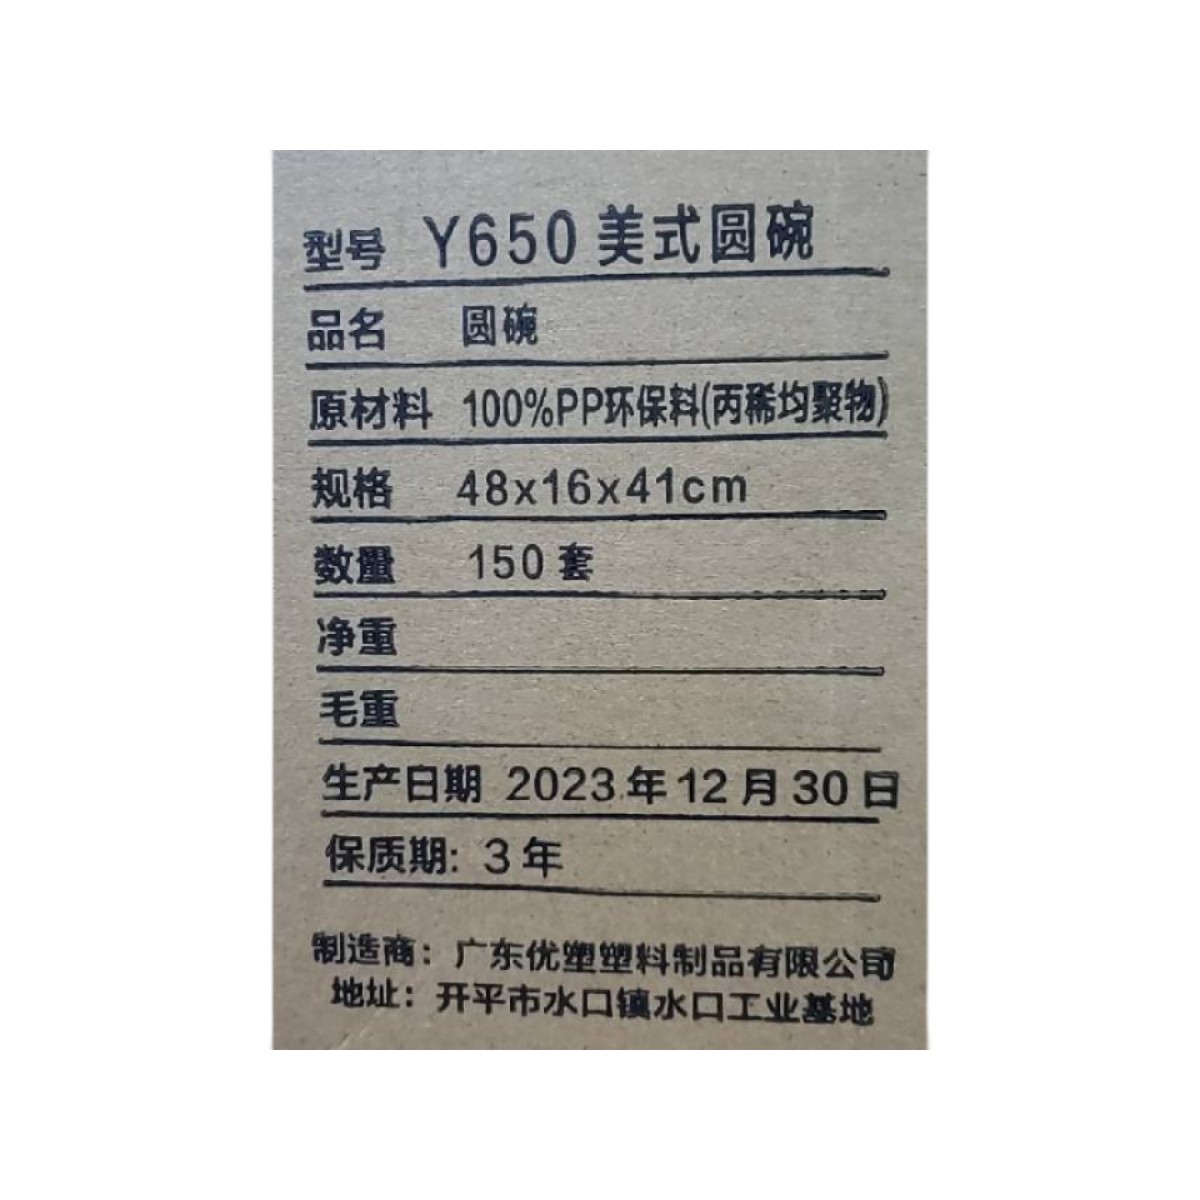 型号 Y650 美式圆碗
品名 圆碗
原材料 100%PP环保料(丙稀均聚物)
规格 48x16x41cm
数量 150 套
净重
毛重
生产日期 2023.年12月30日
保质期: 3年
制造商: 广东优塑塑料制品有限公司
地址: 开平市水口镇水口工业基地